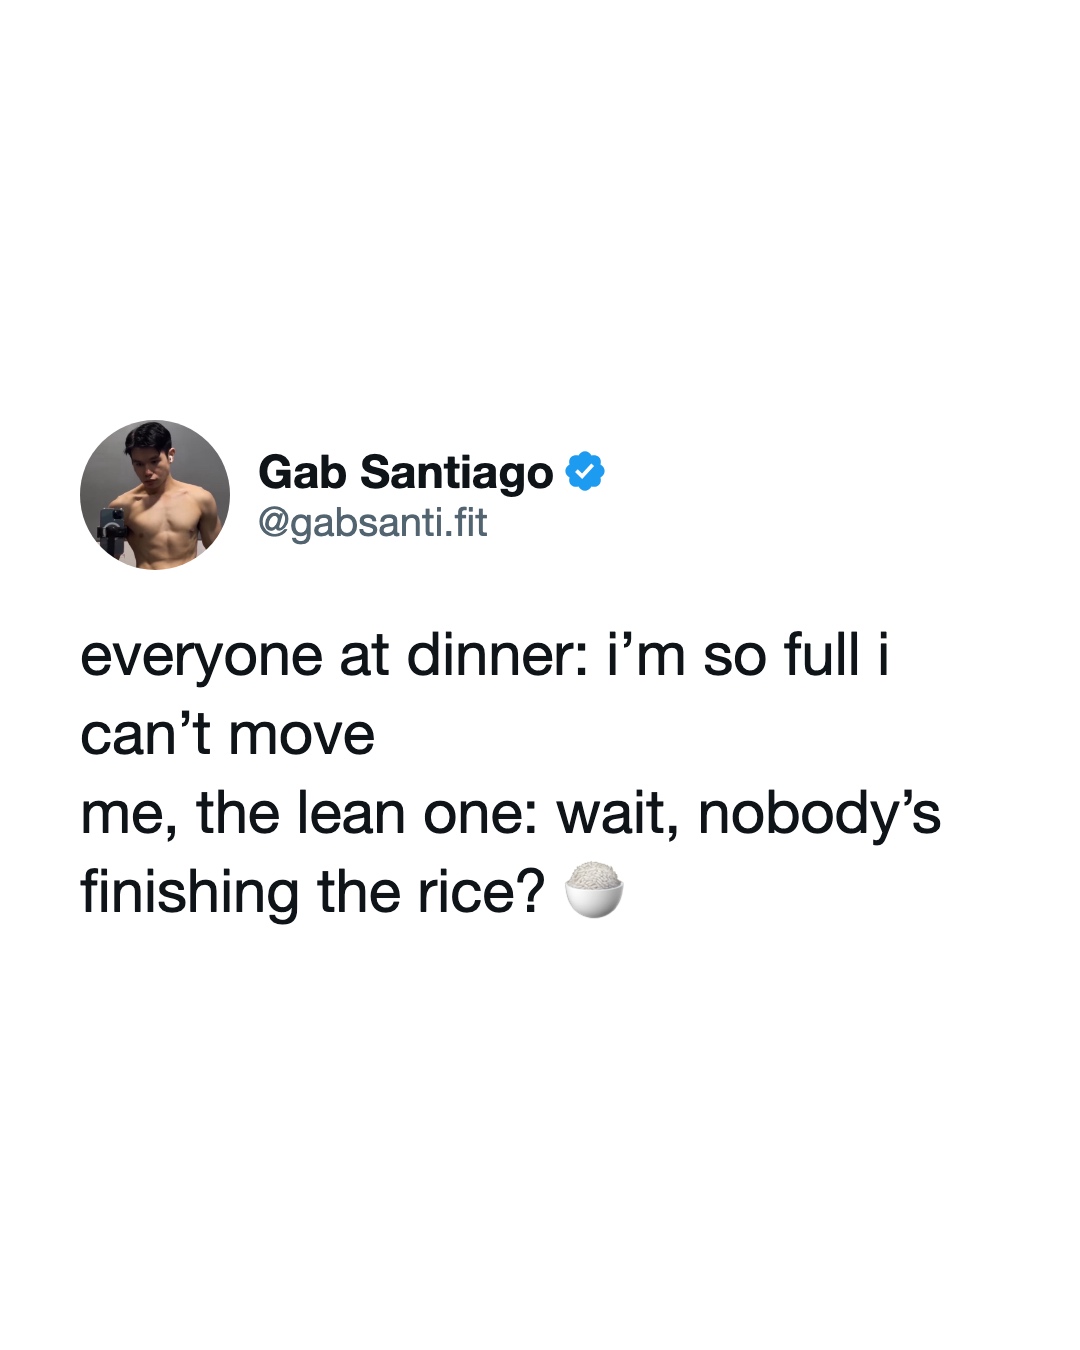 Gab Santiago
@gabsanti.fit
everyone at dinner: i’m so full i
can’t move
me, the lean one: wait, nobody’s
finishing the rice? 🍚